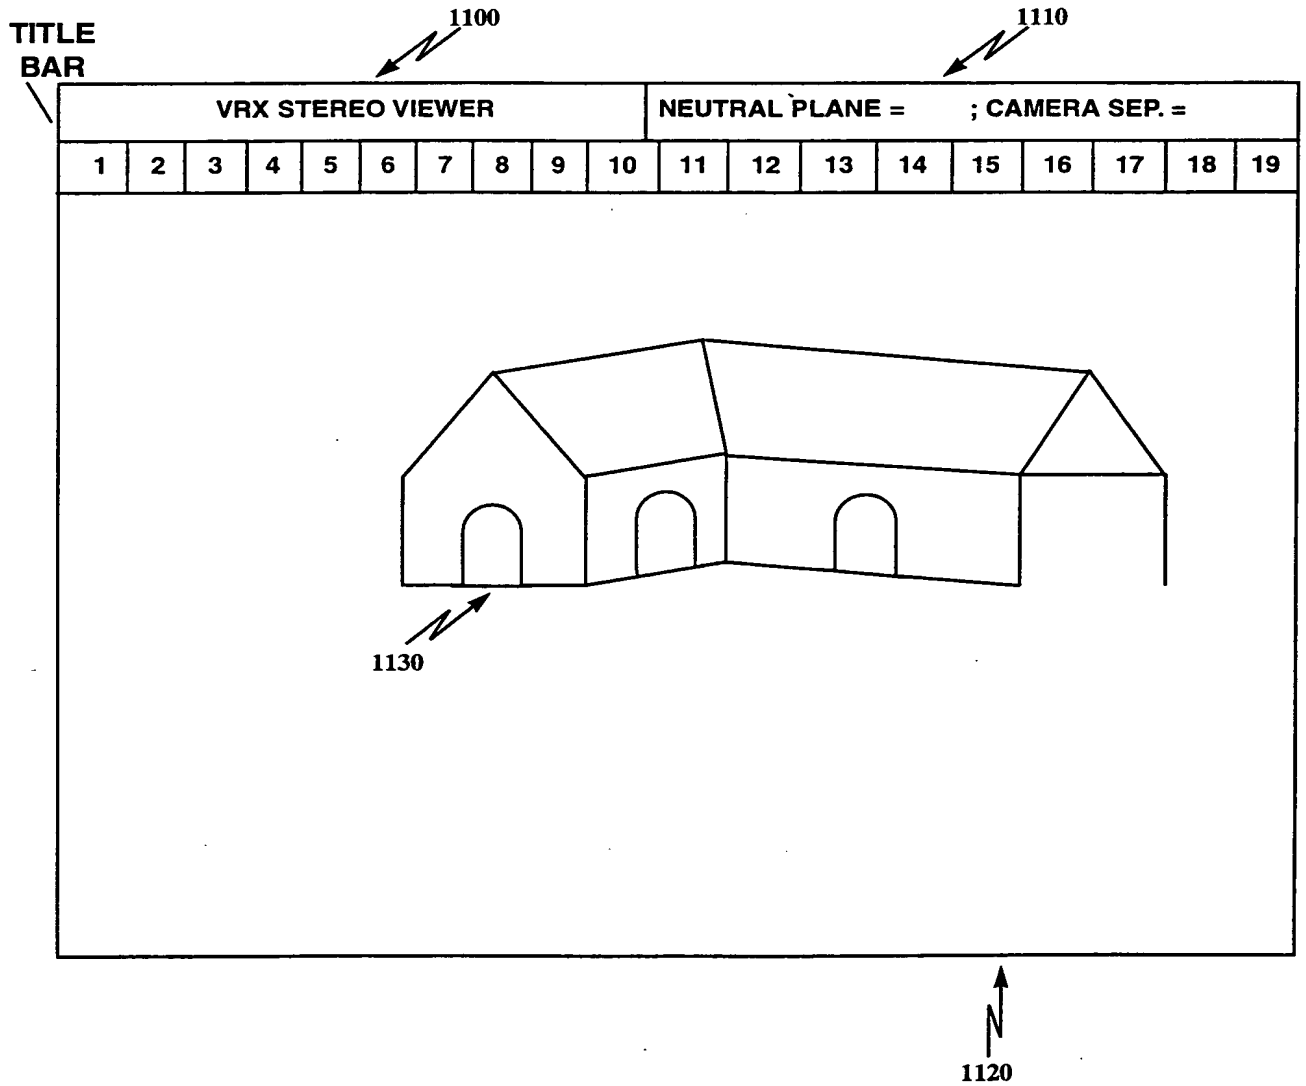 1100
1110
TITLE
BAR
VRX STEREO VIEWER
NEUTRAL PLANE = ; CAMERA SEP. =
1 2 3 4 5 6 7 8 9 10 11 12 13 14 15 16 17 18 19
1130
1120